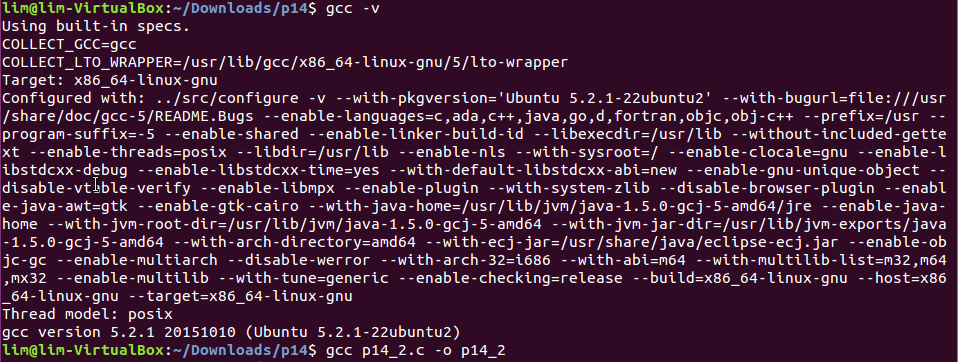 lim@lim-VirtualBox:~/Downloads/p14$ gcc -v
Using built-in specs.
COLLECT_GCC=gcc
COLLECT_LTO_WRAPPER=/usr/lib/gcc/x86_64-linux-gnu/5/lto-wrapper
Target: x86_64-linux-gnu
Configured with: ../src/configure -v --with-pkgversion='Ubuntu 5.2.1-22ubuntu2' --with-bugurl=file:///usr
/share/doc/gcc-5/README.Bugs --enable-languages=c,ada,c++,java,go,d,fortran,objc,obj-c++ --prefix=/usr --
program-suffix=-5 --enable-shared --enable-linker-build-id --libexecdir=/usr/lib --without-included-gette
xt --enable-threads=posix --libdir=/usr/lib --enable-nls --with-sysroot=/ --enable-clocale=gnu --enable-l
ibstdcxx-debug --enable-libstdcxx-time=yes --with-default-libstdcxx-abi=new --enable-gnu-unique-object --
disable-vtable-verify --enable-libmpx --enable-plugin --with-system-zlib --disable-browser-plugin --enabl
e-java-awt=gtk --enable-gtk-cairo --with-java-home=/usr/lib/jvm/java-1.5.0-gcj-5-amd64/jre --enable-java-
home --with-jvm-root-dir=/usr/lib/jvm/java-1.5.0-gcj-5-amd64 --with-jvm-jar-dir=/usr/lib/jvm-exports/java
-1.5.0-gcj-5-amd64 --with-arch-directory=amd64 --with-ecj-jar=/usr/share/java/eclipse-ecj.jar --enable-ob
jc-gc --enable-multiarch --disable-werror --with-arch-32=i686 --with-abi=m64 --with-multilib-list=m32,m64
,mx32 --enable-multilib --with-tune=generic --enable-checking=release --build=x86_64-linux-gnu --host=x86
_64-linux-gnu --target=x86_64-linux-gnu
Thread model: posix
gcc version 5.2.1 20151010 (Ubuntu 5.2.1-22ubuntu2)
lim@lim-VirtualBox:~/Downloads/p14$ gcc p14_2.c -o p14_2